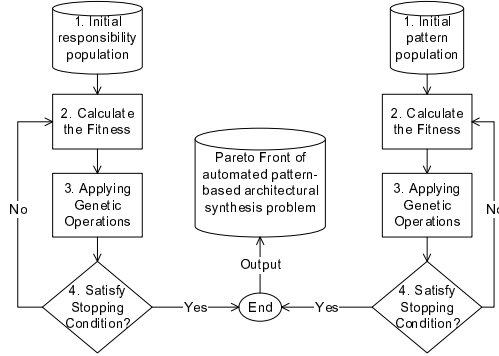 1. Initial
responsibility
population
2. Calculate
the Fitness
3. Applying
Genetic
Operations
No
4. Satisfy
Stopping
Condition?
Yes
Pareto Front of
automated pattern-
based architectural
synthesis problem
Output
End
1. Initial
pattern
population
2. Calculate
the Fitness
3. Applying
Genetic
Operations
No
4. Satisfy
Stopping
Condition?
Yes